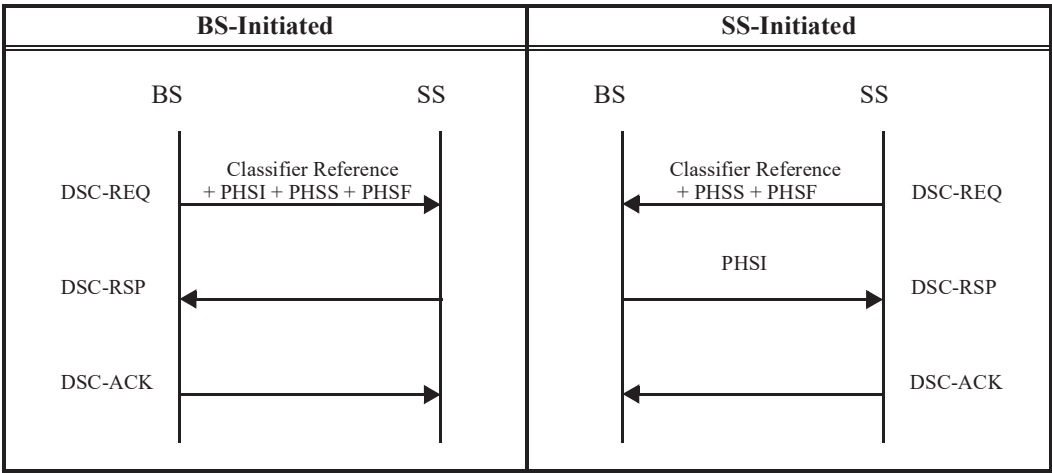 BS-Initiated
BS
SS
Classifier Reference
DSC-REQ
+ PHSI + PHSS + PHSF
DSC-RSP
DSC-ACK
SS-Initiated
BS
SS
Classifier Reference
+ PHSS + PHSF
DSC-REQ
PHSI
DSC-RSP
DSC-ACK